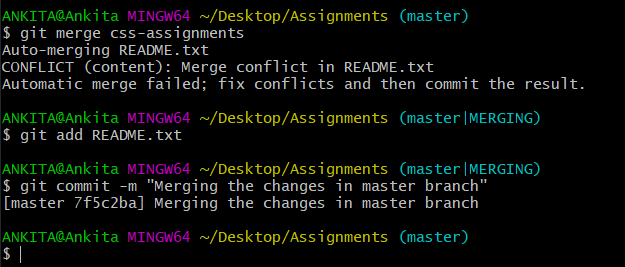 ANKITA@Ankita MINGW64 ~/Desktop/Assignments (master)
$ git merge css-assignments
Auto-merging README.txt
CONFLICT (content): Merge conflict in README.txt
Automatic merge failed; fix conflicts and then commit the result.
ANKITA@Ankita MINGW64 ~/Desktop/Assignments (master|MERGING)
$ git add README.txt
ANKITA@Ankita MINGW64 ~/Desktop/Assignments (master|MERGING)
$ git commit -m "Merging the changes in master branch"
[master 7f5c2ba] Merging the changes in master branch
ANKITA@Ankita MINGW64 ~/Desktop/Assignments (master)
$